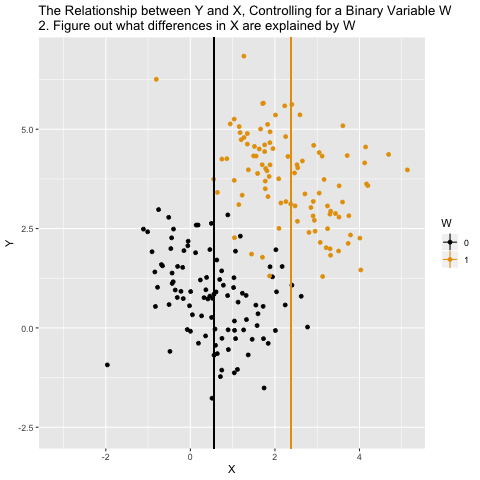 The Relationship between Y and X, Controlling for a Binary Variable W
2. Figure out what differences in X are explained by W
5.0
2.5
0.0
-2.5
Y
-2
0
2
4
X
W
0
1